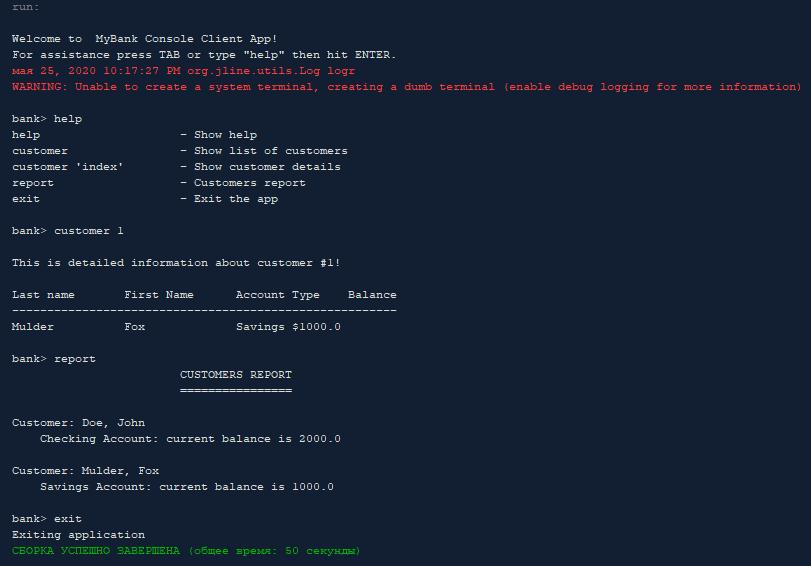 run:
Welcome to  MyBank Console Client App!
For assistance press TAB or type "help" then hit ENTER.
мая 25, 2020 10:17:27 PM org.jline.utils.Log logr
WARNING: Unable to create a system terminal, creating a dumb terminal (enable debug logging for more information)
bank> help
help                    - Show help
customer                - Show list of customers
customer 'index'        - Show customer details
report                  - Customers report
exit                    - Exit the app
bank> customer 1
This is detailed information about customer #1!
Last name       First Name      Account Type    Balance
-------------------------------------------------------
Mulder          Fox             Savings $1000.0
bank> report
                        CUSTOMERS REPORT
                        ================
Customer: Doe, John
    Checking Account: current balance is 2000.0
Customer: Mulder, Fox
    Savings Account: current balance is 1000.0
bank> exit
Exiting application
СБОРКА УСПЕШНО ЗАВЕРШЕНА (общее время: 50 секунды)